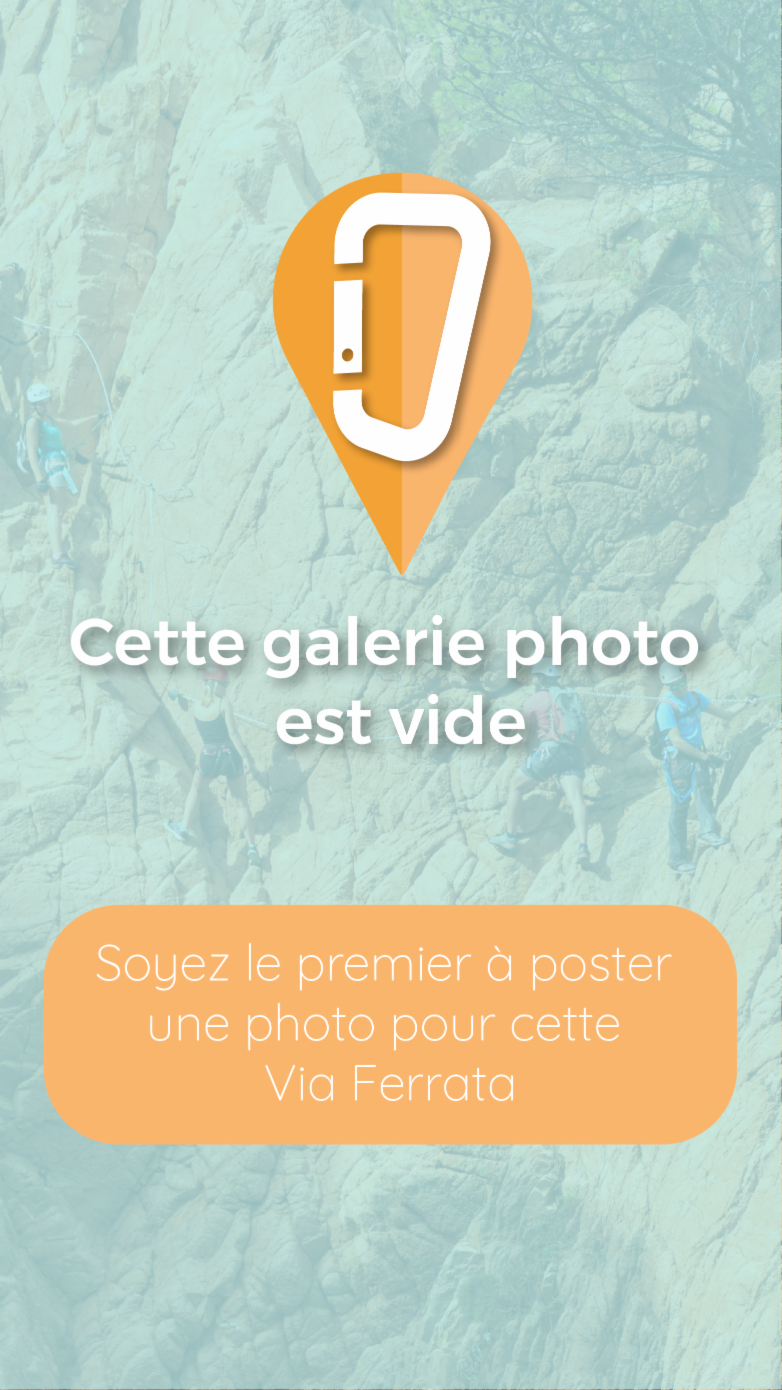 Cette galerie photo
est vide
Soyez le premier à poster
une photo pour cette
Via Ferrata